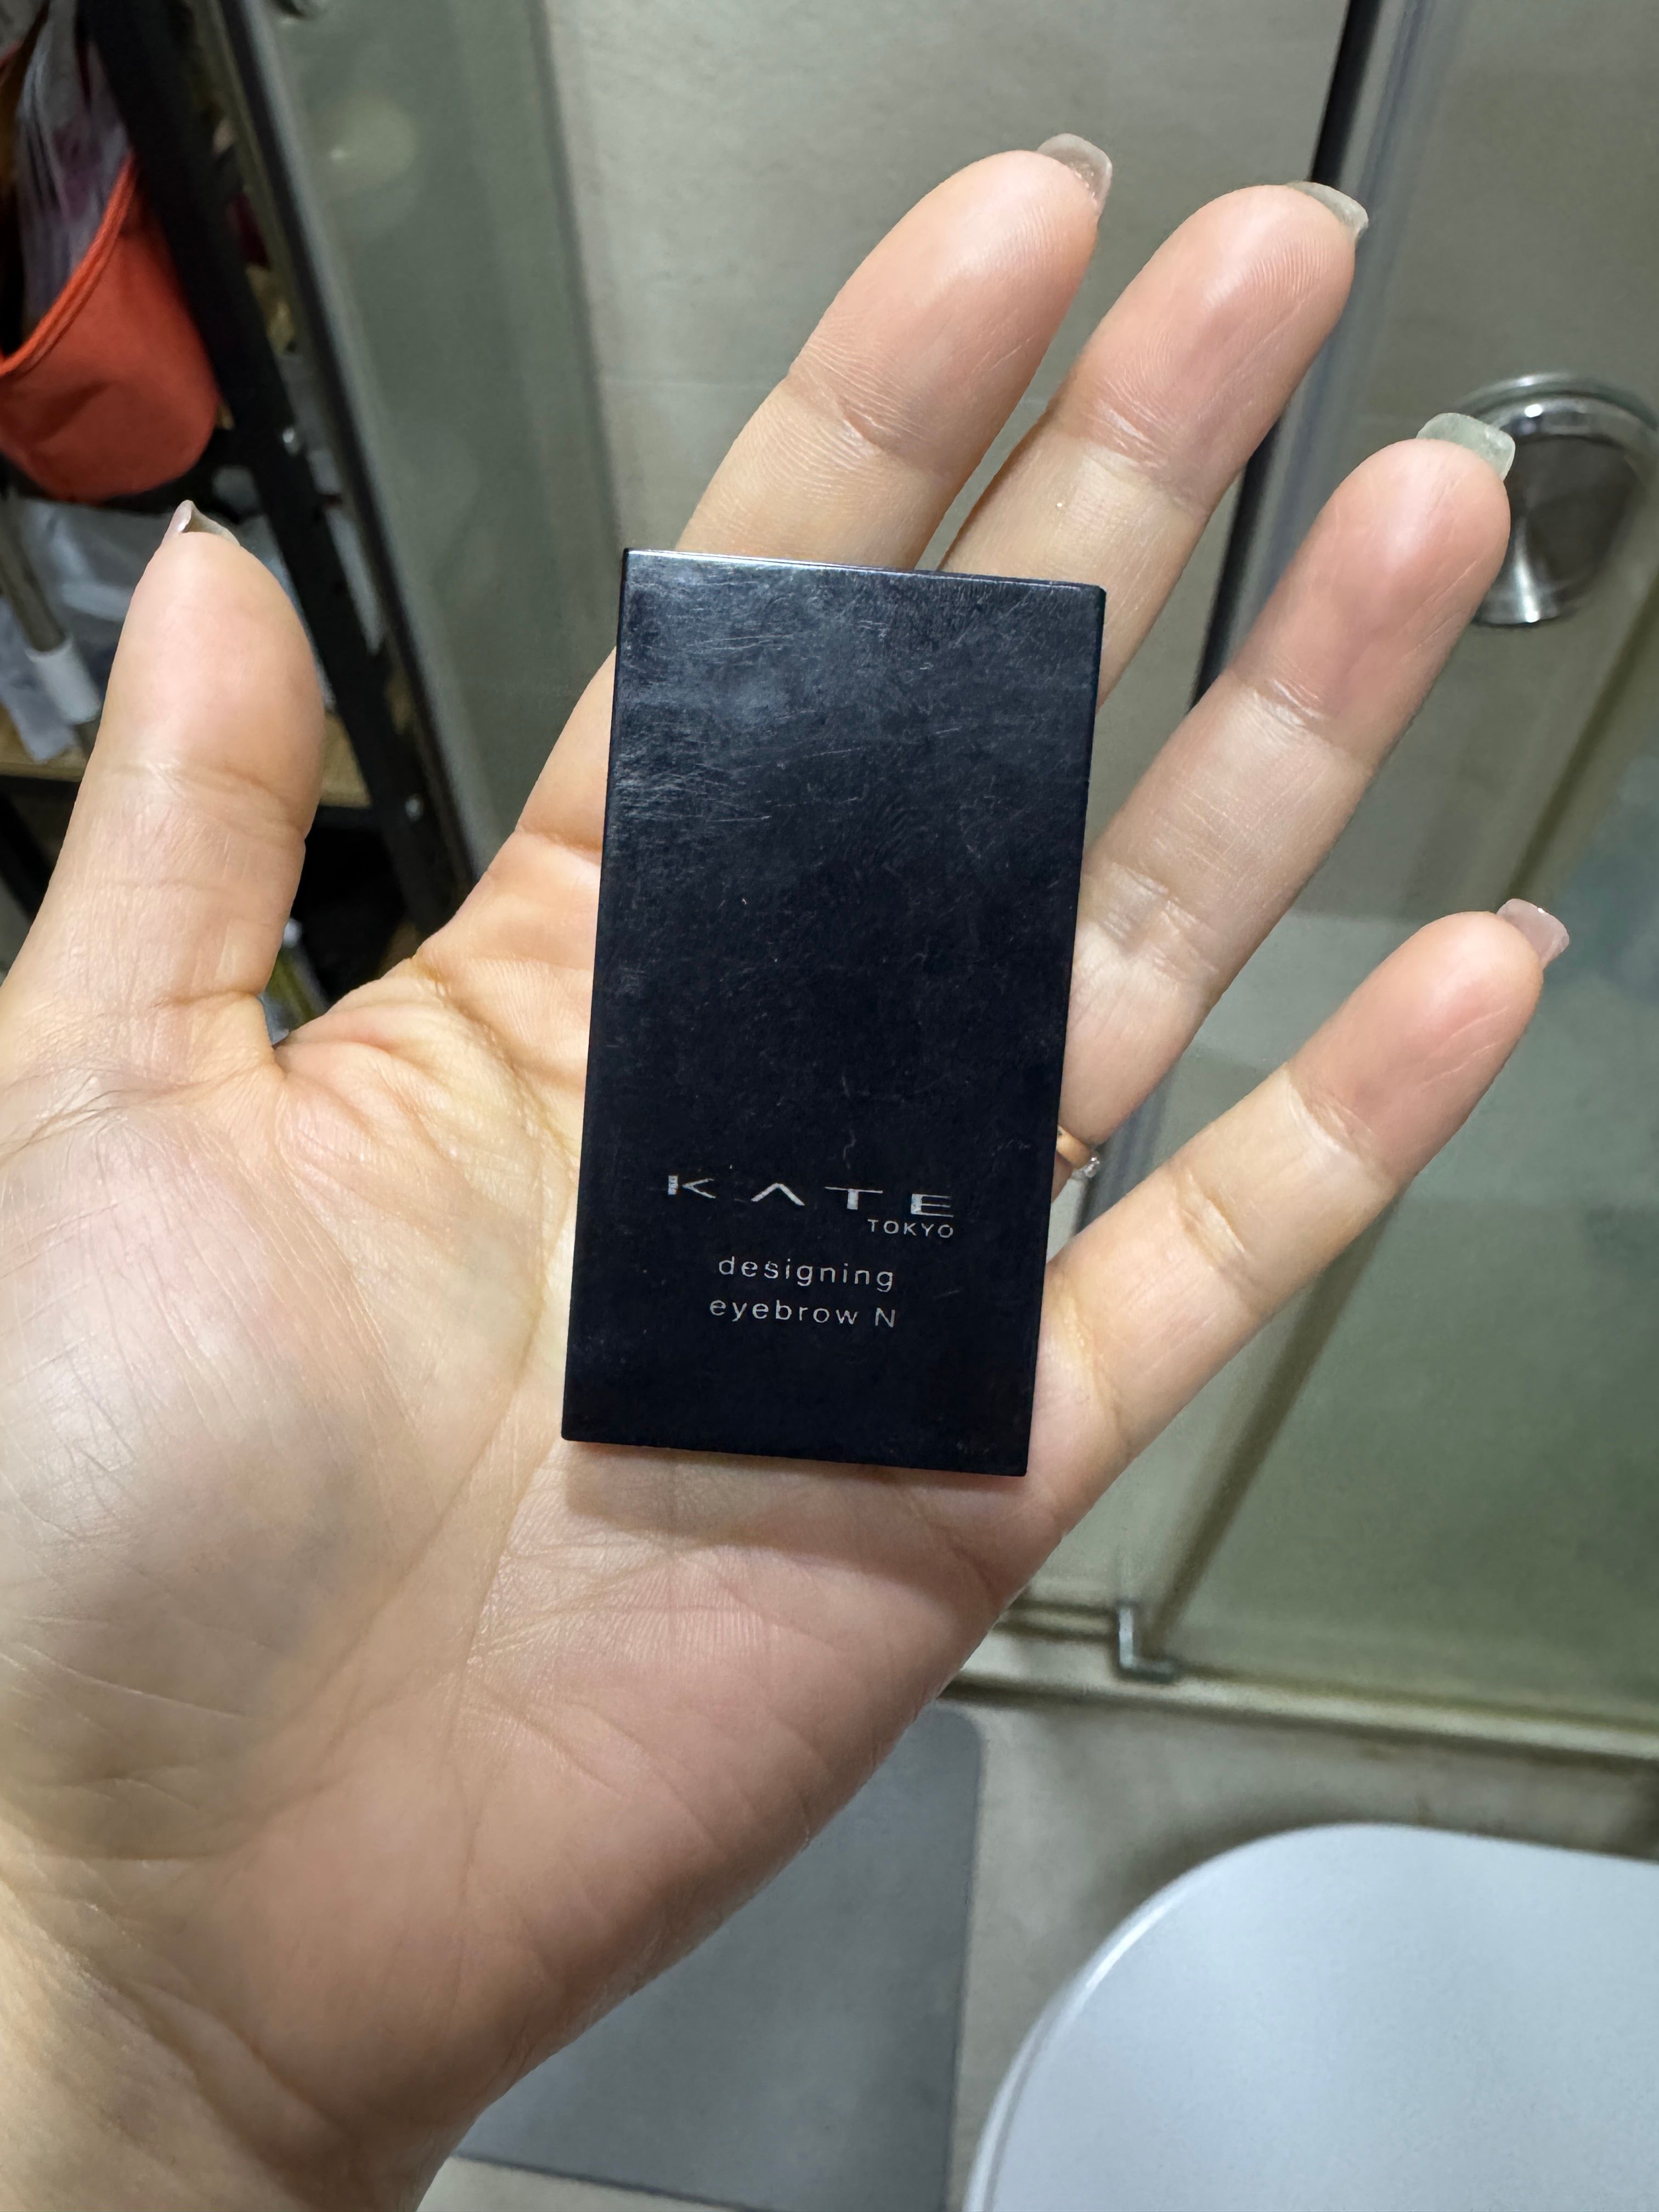 KATE
TOKYO
designing
eyebrow N